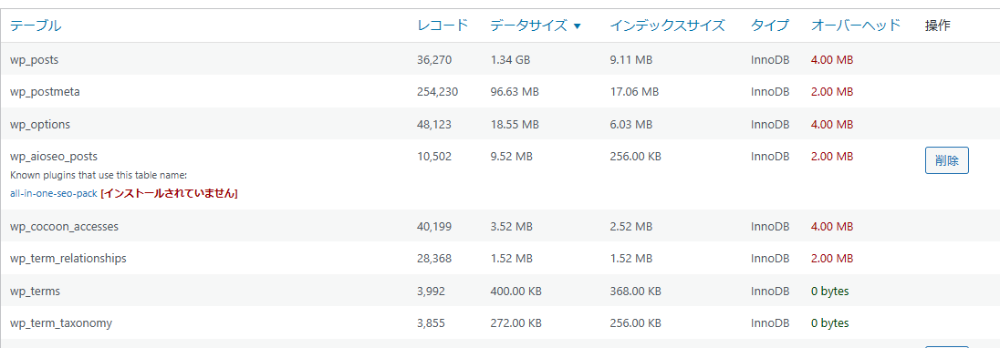 テーブル レコード データサイズ ▼ インデックスサイズ タイプ オーバーヘッド 操作
wp_posts 36,270 1.34 GB 9.11 MB InnoDB 4.00 MB
wp_postmeta 254,230 96.63 MB 17.06 MB InnoDB 2.00 MB
wp_options 48,123 18.55 MB 6.03 MB InnoDB 4.00 MB
wp_aioseo_posts 10,502 9.52 MB 256.00 KB InnoDB 2.00 MB 削除
Known plugins that use this table name:
all-in-one-seo-pack [インストールされていません]
wp_cocoon_accesses 40,199 3.52 MB 2.52 MB InnoDB 4.00 MB
wp_term_relationships 28,368 1.52 MB 1.52 MB InnoDB 2.00 MB
wp_terms 3,992 400.00 KB 368.00 KB InnoDB 0 bytes
wp_term_taxonomy 3,855 272.00 KB 256.00 KB InnoDB 0 bytes